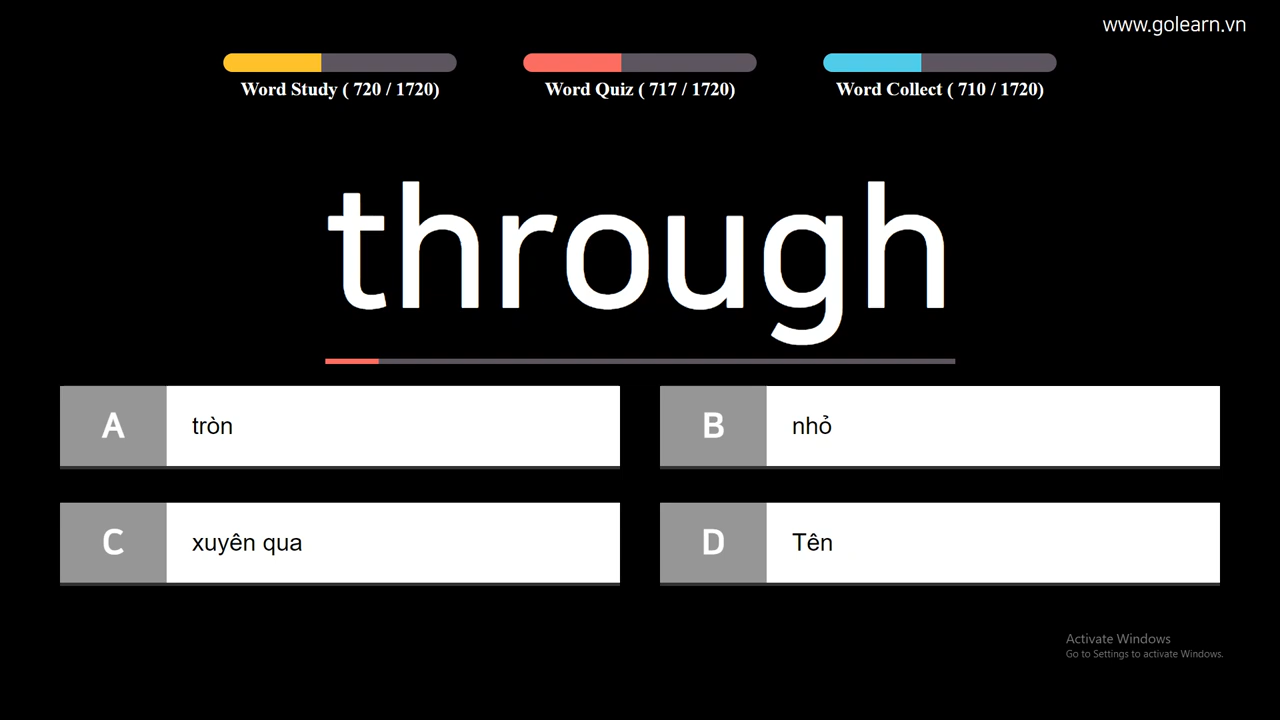 www.golearn.vn
Word Study ( 720 / 1720)
Word Quiz ( 717 / 1720)
Word Collect ( 710 / 1720)
through
A tròn
B nhỏ
C xuyên qua
D Tên
Activate Windows
Go to Settings to activate Windows.